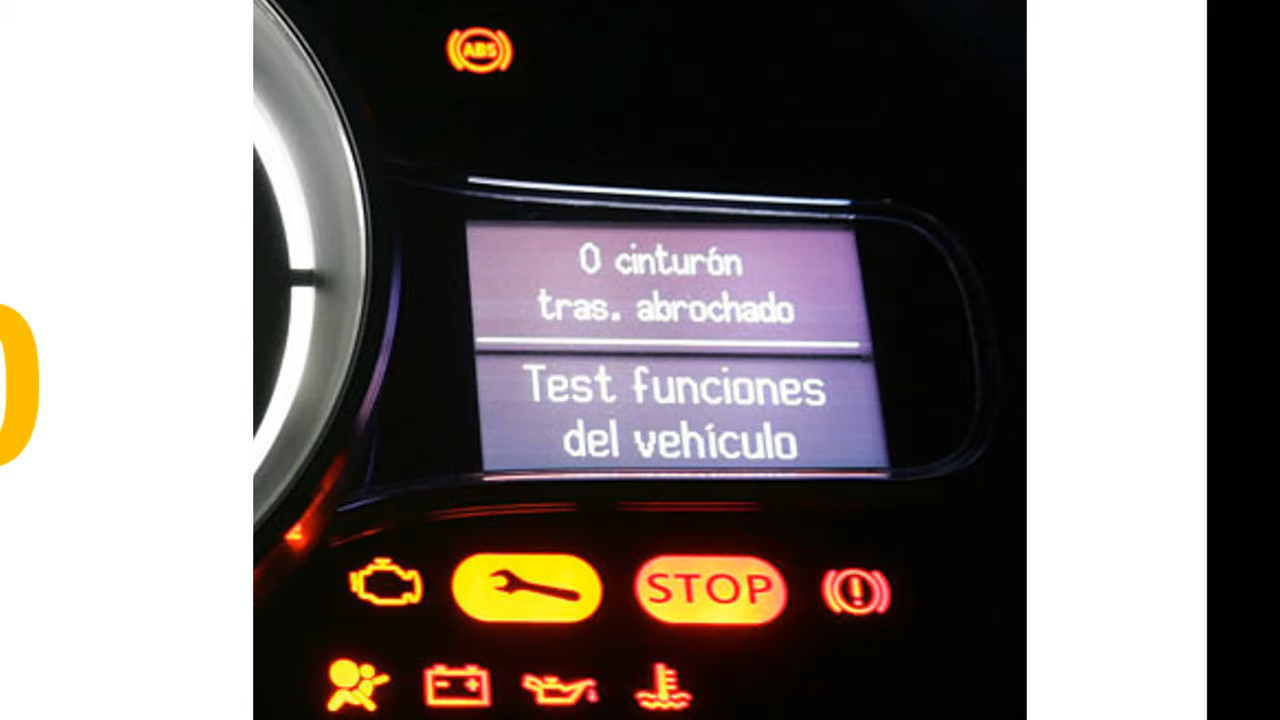 ABS
0 cinturón
tras. abrochado
Test funciones
del vehículo
STOP